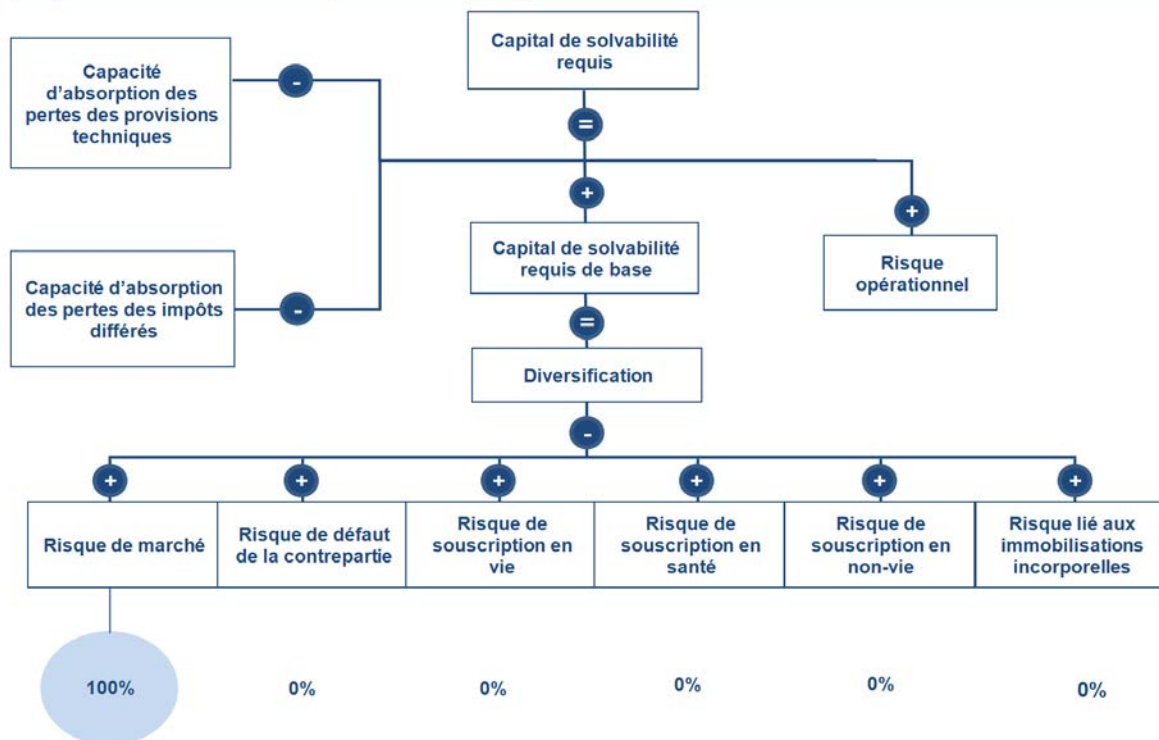 Capital de solvabilité
requis
Capacité
d'absorption des
pertes des provisions
techniques
-
=
+
+
Capital de solvabilité
requis de base
Risque
opérationnel
Capacité d'absorption
des pertes des impôts
différés
-
=
Diversification
-
+
+
+
+
+
+
Risque de marché
Risque de défaut
de la contrepartie
Risque de
souscription en
vie
Risque de
souscription en
santé
Risque de
souscription en
non-vie
Risque lié aux
immobilisations
incorporelles
100%
0%
0%
0%
0%
0%